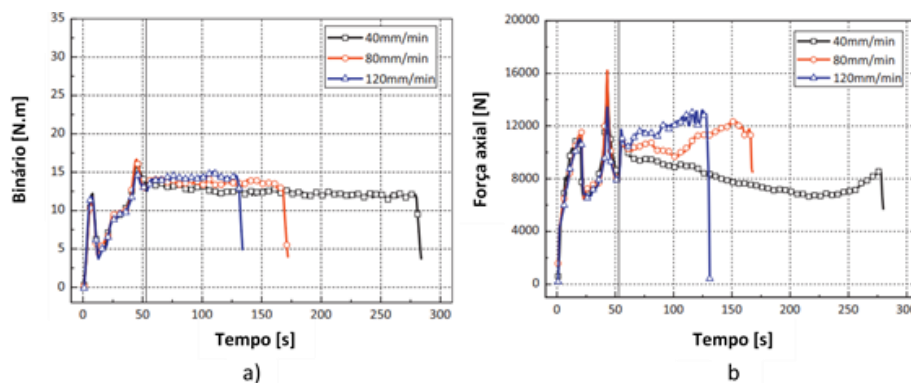 35
30
25
20
15
10
5
0
Binário [N.m]
40mm/min
80mm/min
120mm/min
0 50 100 150 200 250 300
Tempo [s]
a)
20000
16000
12000
8000
4000
0
Força axial [N]
40mm/min
80mm/min
120mm/min
0 50 100 150 200 250 300
Tempo [s]
b